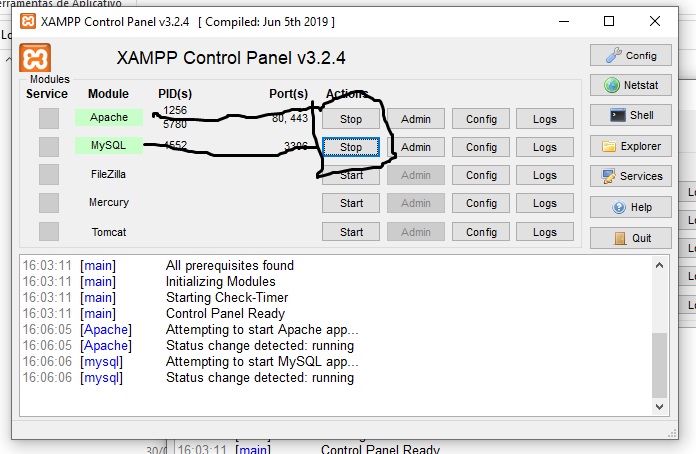 erramentas de Aplicativo
XAMPP Control Panel v3.2.4 [ Compiled: Jun 5th 2019 ]
Lo
XAMPP Control Panel v3.2.4
Config
Modules
Service Module PID(s) Port(s) Actions
Netstat
Apache 1256 5780 80, 443 Stop Admin Config Logs
Shell
MySQL 4552 3306 Stop Admin Config Logs
Explorer
FileZilla Start Admin Config Logs
Services
Mercury Start Admin Config Logs
Help
Tomcat Start Admin Config Logs
Quit
16:03:11 [main] All prerequisites found
16:03:11 [main] Initializing Modules
16:03:11 [main] Starting Check-Timer
16:03:11 [main] Control Panel Ready
16:06:05 [Apache] Attempting to start Apache app...
16:06:05 [Apache] Status change detected: running
16:06:06 [mysql] Attempting to start MySQL app...
16:06:06 [mysql] Status change detected: running
16:03:11 [main] Control Panel Ready